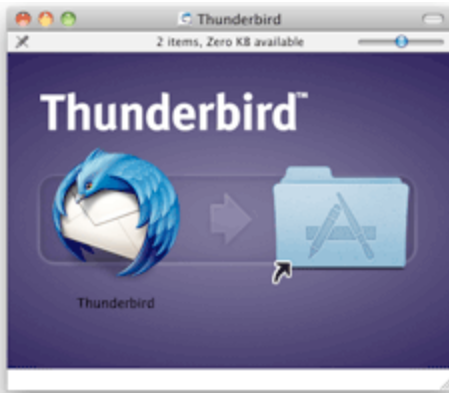 Thunderbird
2 items, Zero KB available
Thunderbird™
Thunderbird